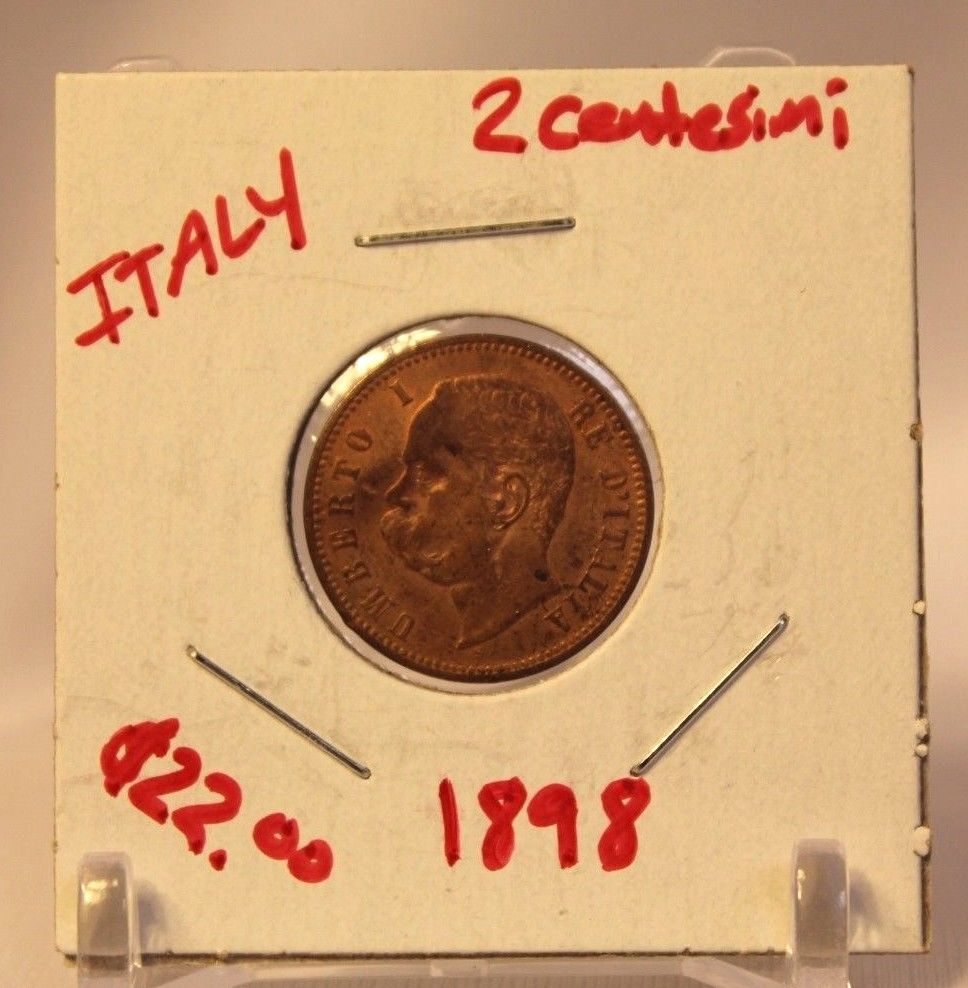 2 centesimi
ITALY
UMBERTO I RE D'ITALIA
$22.00
1898